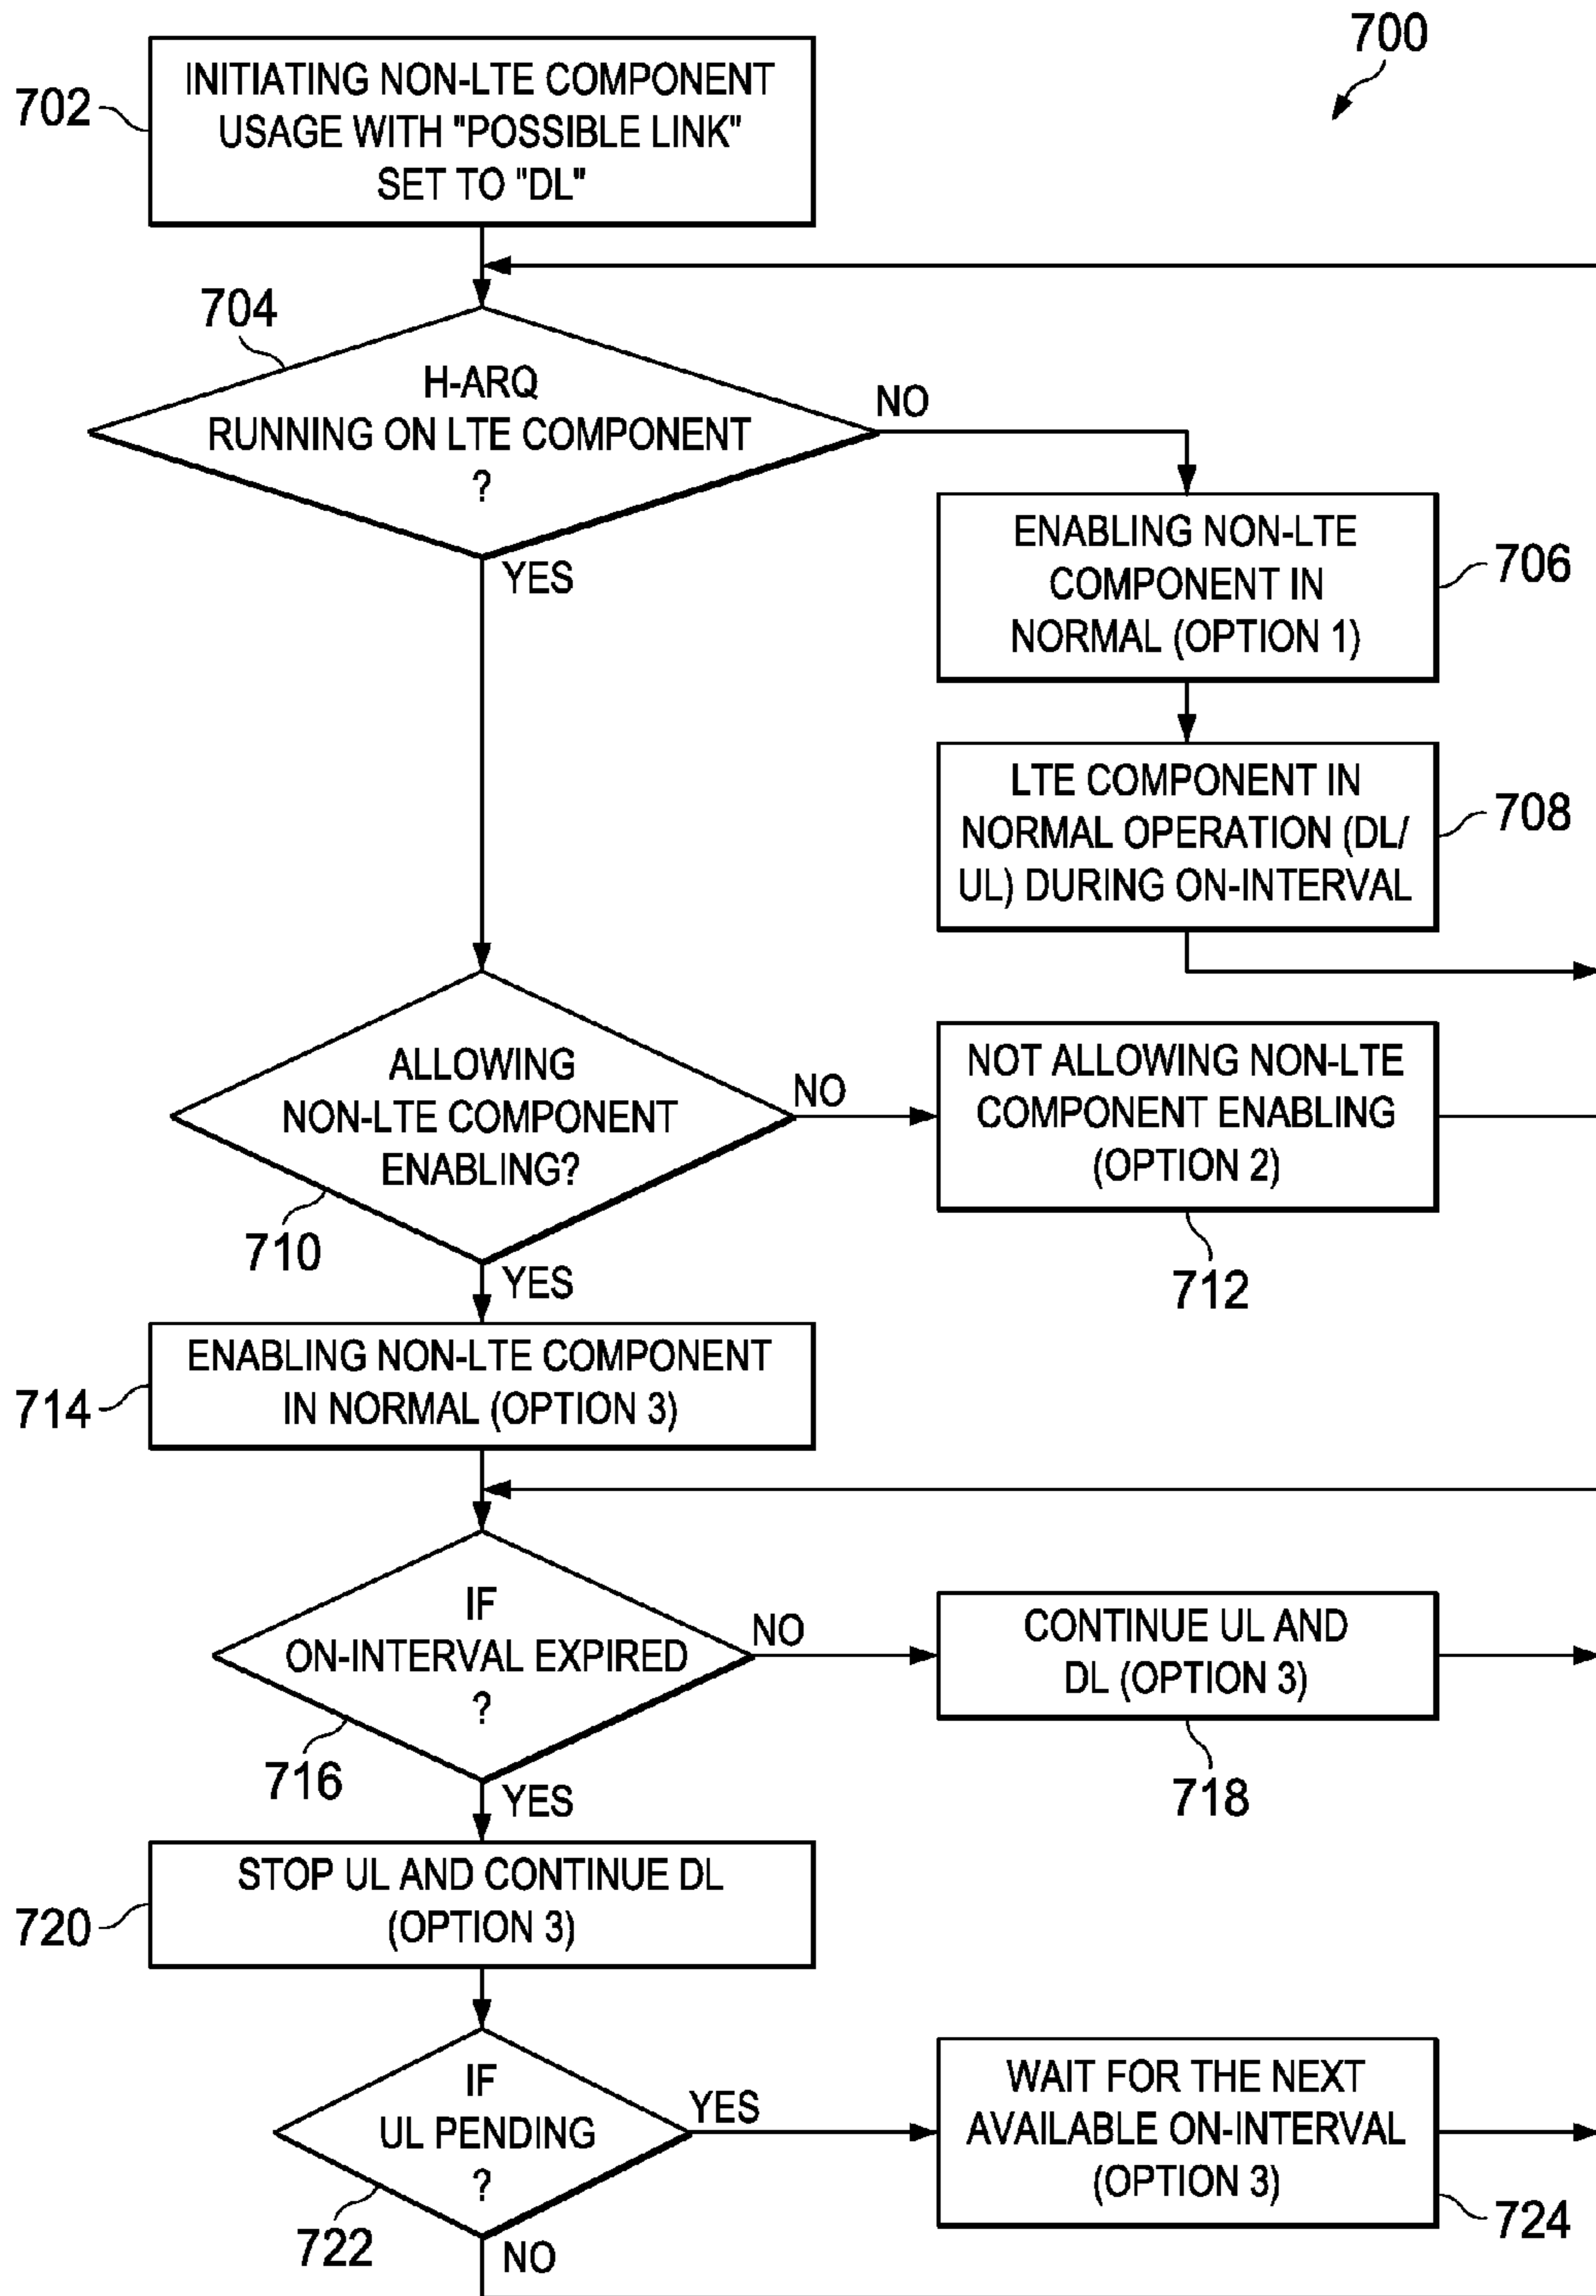 700
702
INITIATING NON-LTE COMPONENT
USAGE WITH "POSSIBLE LINK"
SET TO "DL"
704
H-ARQ
RUNNING ON LTE COMPONENT
?
NO
YES
ENABLING NON-LTE
COMPONENT IN
NORMAL (OPTION 1)
706
LTE COMPONENT IN
NORMAL OPERATION (DL/
UL) DURING ON-INTERVAL
708
ALLOWING
NON-LTE COMPONENT
ENABLING?
710
NO
YES
NOT ALLOWING NON-LTE
COMPONENT ENABLING
(OPTION 2)
712
714
ENABLING NON-LTE COMPONENT
IN NORMAL (OPTION 3)
IF
ON-INTERVAL EXPIRED
?
716
NO
YES
CONTINUE UL AND
DL (OPTION 3)
718
720
STOP UL AND CONTINUE DL
(OPTION 3)
IF
UL PENDING
?
722
YES
NO
WAIT FOR THE NEXT
AVAILABLE ON-INTERVAL
(OPTION 3)
724